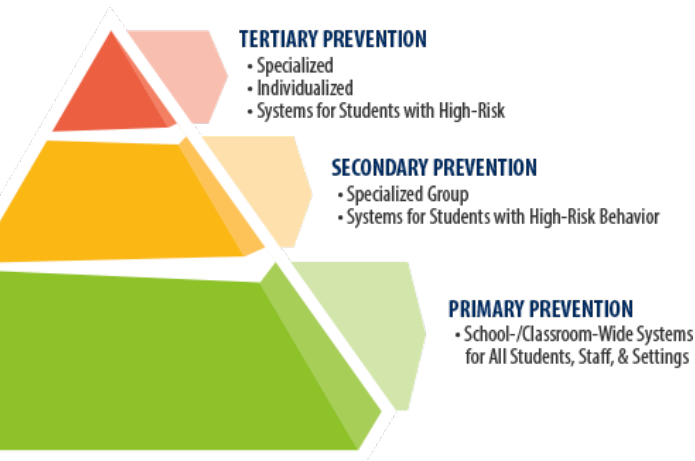 TERTIARY PREVENTION
• Specialized
• Individualized
• Systems for Students with High-Risk
SECONDARY PREVENTION
• Specialized Group
• Systems for Students with High-Risk Behavior
PRIMARY PREVENTION
• School-/Classroom-Wide Systems
for All Students, Staff, & Settings